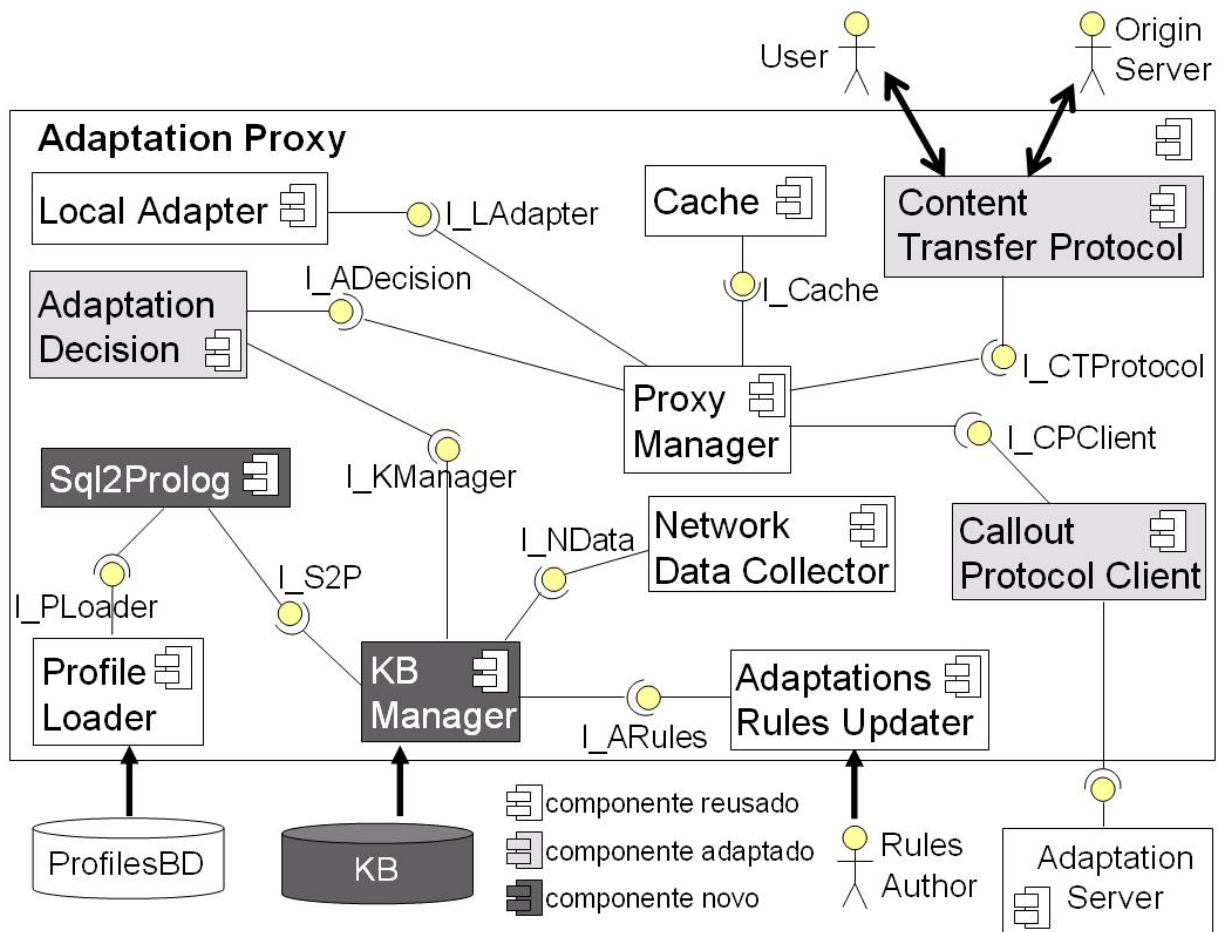 User
Origin
Server
Adaptation Proxy
Local Adapter
I_LAdapter
Cache
Content
Transfer Protocol
I_ADecision
I_Cache
Adaptation
Decision
I_CTProtocol
Proxy
Manager
I_CPClient
Sql2Prolog
I_KManager
Network
Data Collector
I_NData
Callout
Protocol Client
I_PLoader
I_S2P
Profile
Loader
KB
Manager
I_ARules
Adaptations
Rules Updater
ProfilesBD
KB
componente reusado
componente adaptado
componente novo
Rules
Author
Adaptation
Server